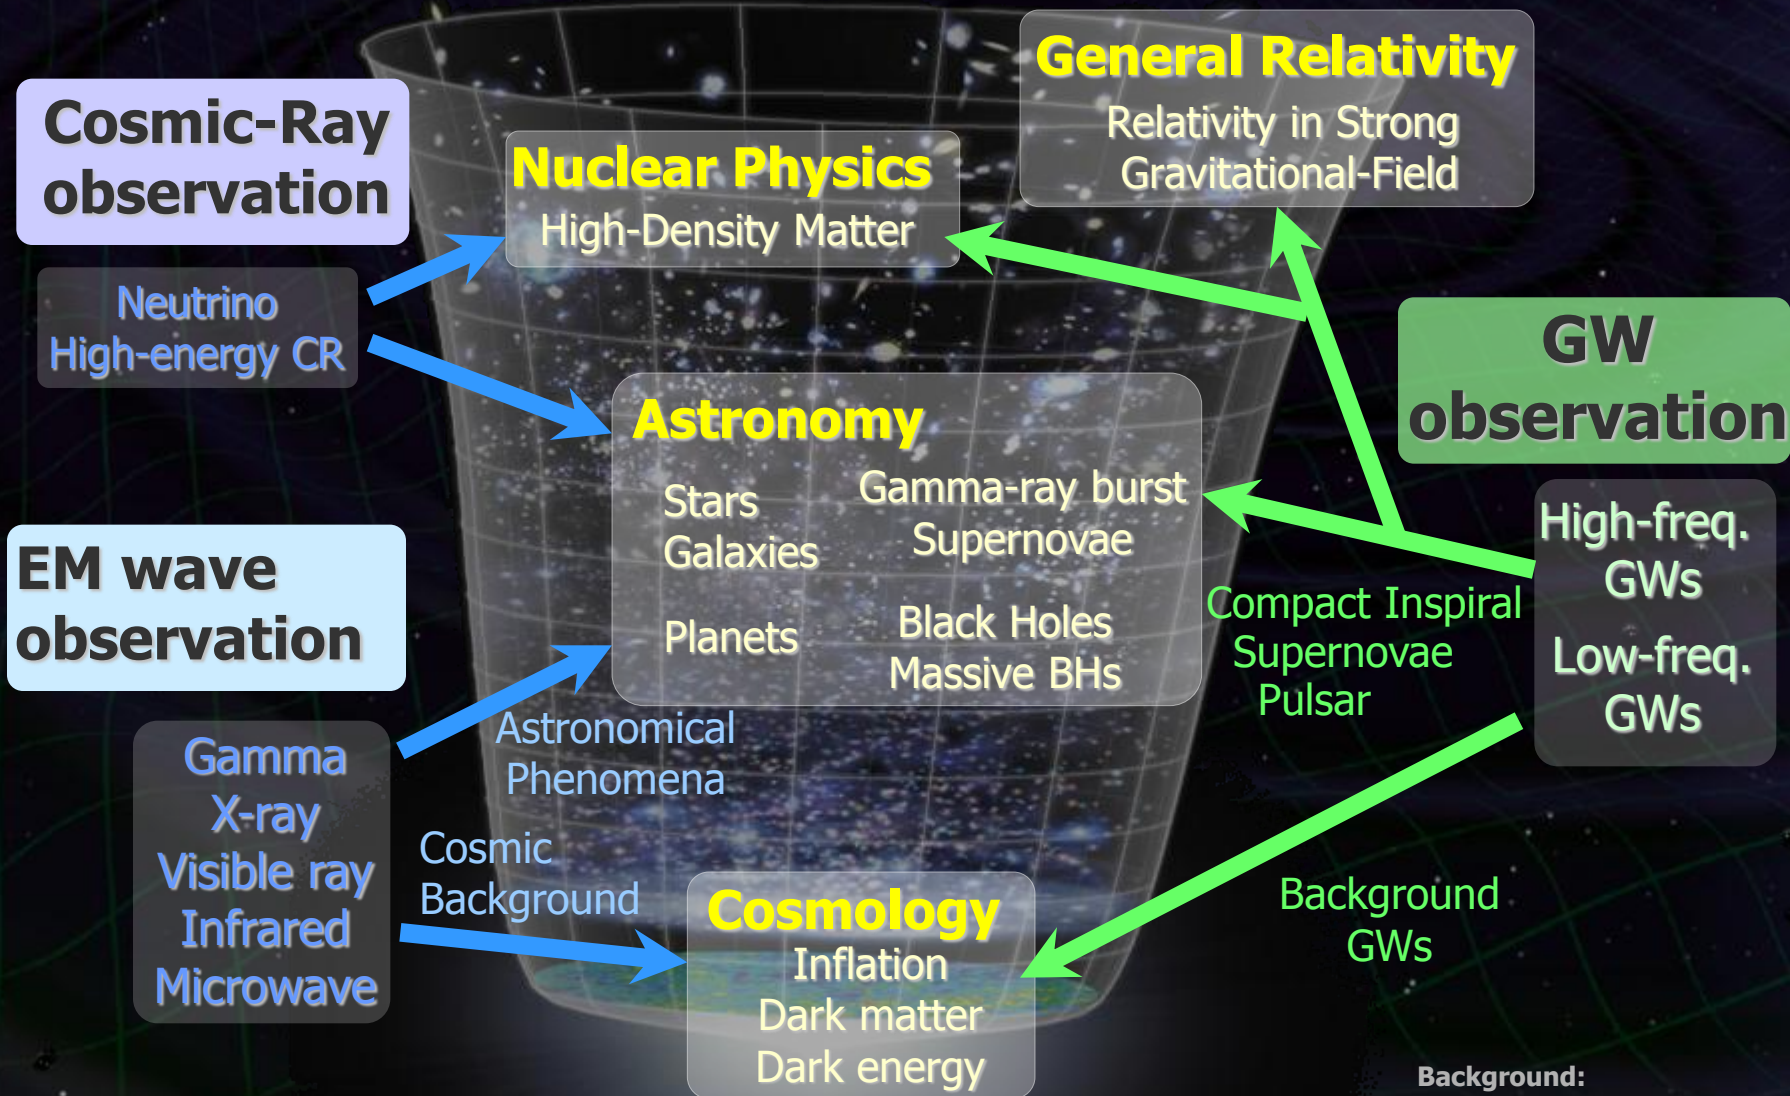 General Relativity
Relativity in Strong
Gravitational-Field
Cosmic-Ray
observation
Nuclear Physics
High-Density Matter
Neutrino
High-energy CR
GW
observation
Astronomy
Stars
Galaxies
Planets
Gamma-ray burst
Supernovae
Black Holes
Massive BHs
High-freq.
GWs
Low-freq.
GWs
EM wave
observation
Compact Inspiral
Supernovae
Pulsar
Gamma
X-ray
Visible ray
Infrared
Microwave
Astronomical
Phenomena
Cosmic
Background
Cosmology
Inflation
Dark matter
Dark energy
Background
GWs
Background: